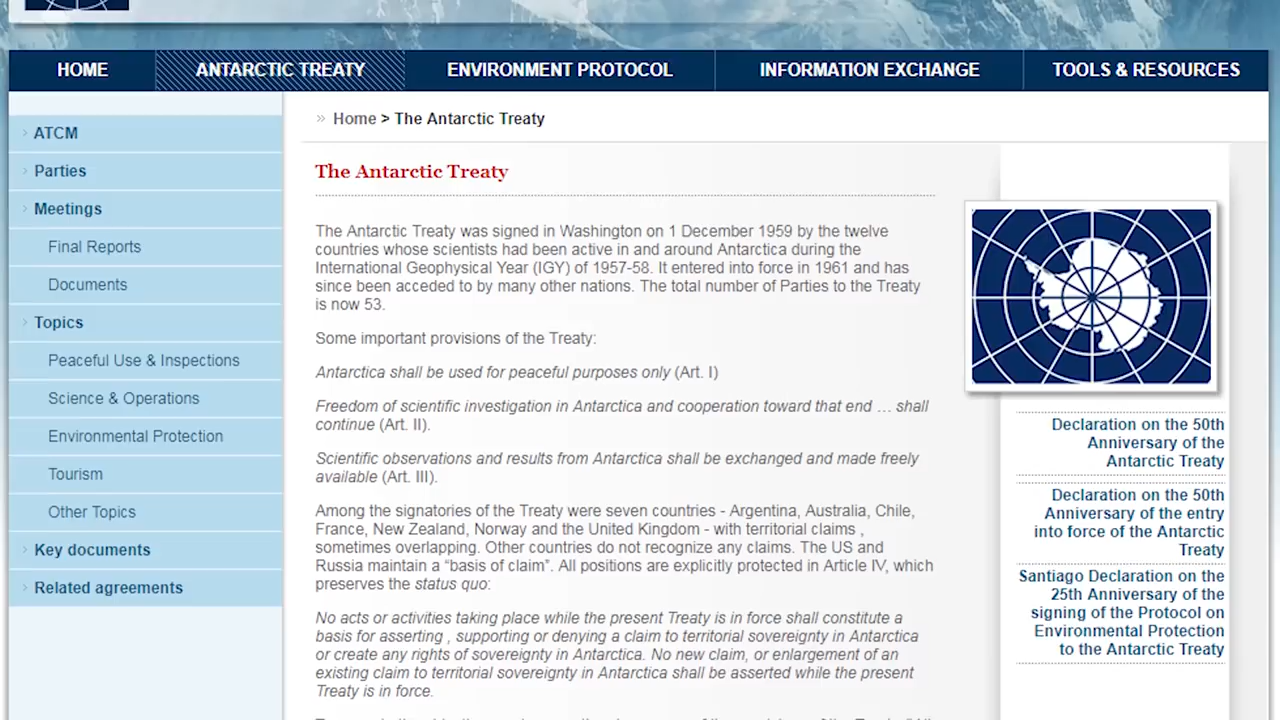 HOME
ANTARCTIC TREATY
ENVIRONMENT PROTOCOL
INFORMATION EXCHANGE
TOOLS & RESOURCES
ATCM
Parties
Meetings
Final Reports
Documents
Topics
Peaceful Use & Inspections
Science & Operations
Environmental Protection
Tourism
Other Topics
Key documents
Related agreements
» Home > The Antarctic Treaty
The Antarctic Treaty
The Antarctic Treaty was signed in Washington on 1 December 1959 by the twelve
countries whose scientists had been active in and around Antarctica during the
International Geophysical Year (IGY) of 1957-58. It entered into force in 1961 and has
since been acceded to by many other nations. The total number of Parties to the Treaty
is now 53.
Some important provisions of the Treaty:
Antarctica shall be used for peaceful purposes only (Art. I)
Freedom of scientific investigation in Antarctica and cooperation toward that end … shall
continue (Art. II).
Scientific observations and results from Antarctica shall be exchanged and made freely
available (Art. III).
Among the signatories of the Treaty were seven countries - Argentina, Australia, Chile,
France, New Zealand, Norway and the United Kingdom - with territorial claims ,
sometimes overlapping. Other countries do not recognize any claims. The US and
Russia maintain a “basis of claim”. All positions are explicitly protected in Article IV, which
preserves the status quo:
No acts or activities taking place while the present Treaty is in force shall constitute a
basis for asserting , supporting or denying a claim to territorial sovereignty in Antarctica
or create any rights of sovereignty in Antarctica. No new claim, or enlargement of an
existing claim to territorial sovereignty in Antarctica shall be asserted while the present
Treaty is in force.
Declaration on the 50th
Anniversary of the
Antarctic Treaty
Declaration on the 50th
Anniversary of the entry
into force of the Antarctic
Treaty
Santiago Declaration on the
25th Anniversary of the
signing of the Protocol on
Environmental Protection
to the Antarctic Treaty